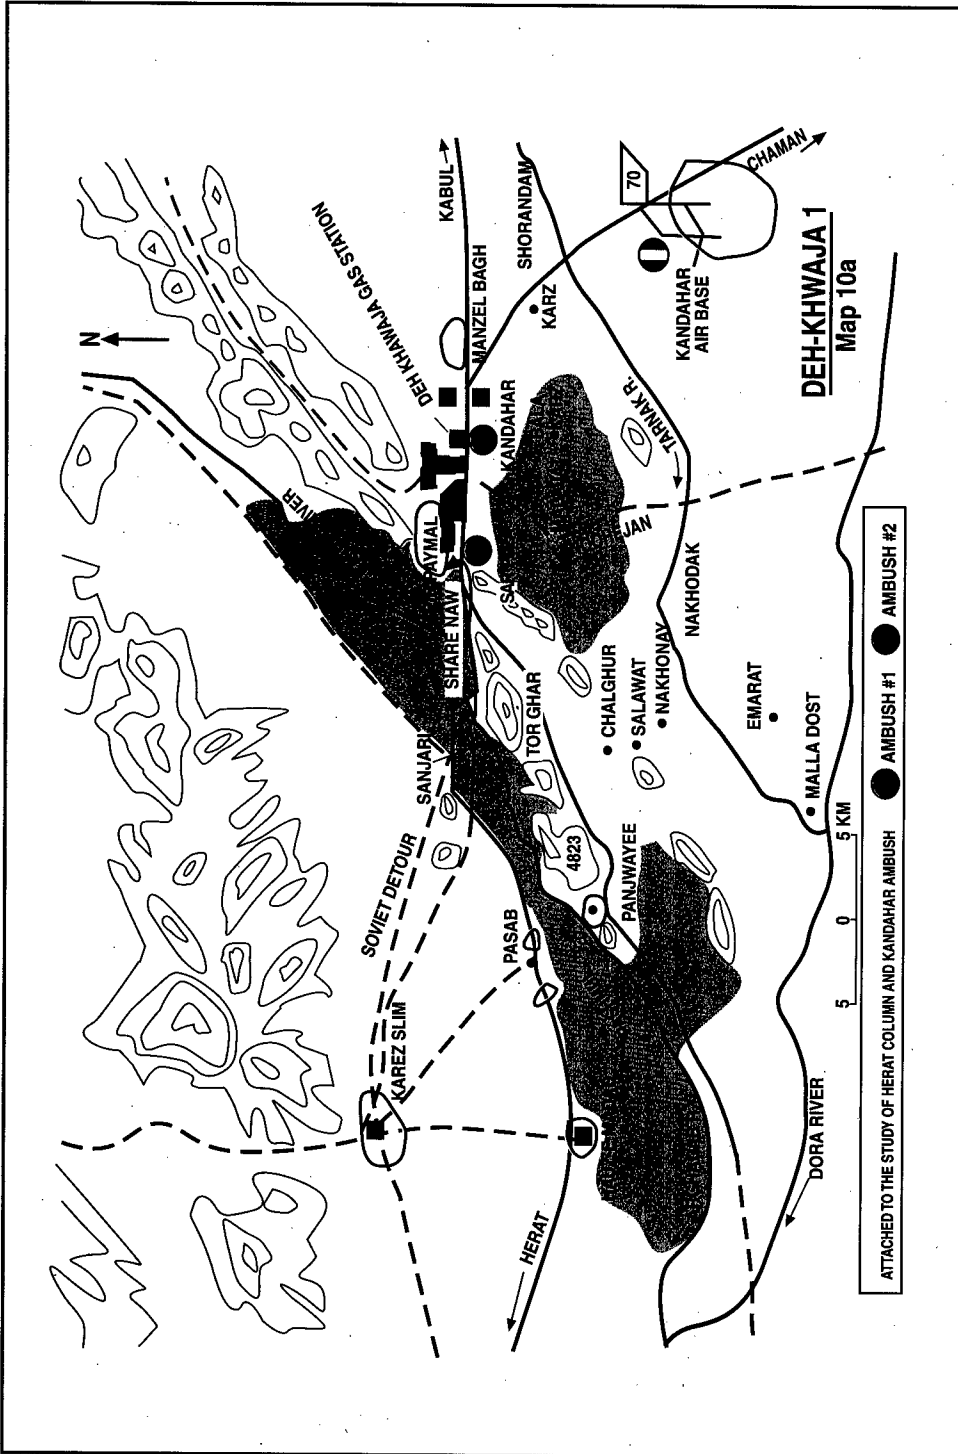 N
DEH KHAWAJA GAS STATION
KABUL
MANZEL BAGH
SHORANDAM
KARZ
70
CHAMAN
KANDAHAR
AIR BASE
KANDAHAR
TARNAK R.
RIVER
SHARE NAW
JAN
NAKHODAK
SANJARI
TOR GHAR
CHALGHUR
SALAWAT
NAKHONAY
EMARAT
MALLA DOST
SOVIET DETOUR
4823
PANJWAYEE
PASAB
KAREZ SLIM
HERAT
DORA RIVER
5 0 5 KM
DEH-KHWAJA 1
Map 10a
ATTACHED TO THE STUDY OF HERAT COLUMN AND KANDAHAR AMBUSH AMBUSH #1 AMBUSH #2